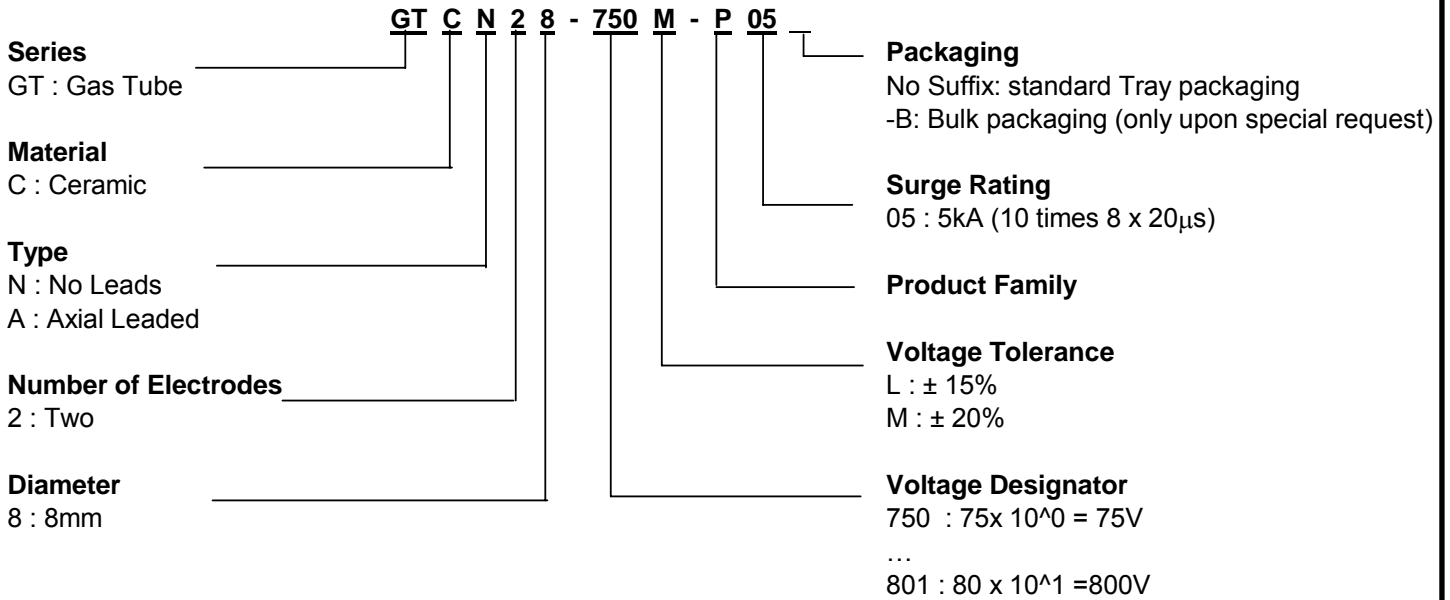 GT C N 2 8 - 750 M - P 05 _
Series
GT : Gas Tube
Material
C : Ceramic
Type
N : No Leads
A : Axial Leaded
Number of Electrodes
2 : Two
Diameter
8 : 8mm
Packaging
No Suffix: standard Tray packaging
-B: Bulk packaging (only upon special request)
Surge Rating
05 : 5kA (10 times 8 x 20μs)
Product Family
Voltage Tolerance
L : ± 15%
M : ± 20%
Voltage Designator
750 : 75x 10^0 = 75V
…
801 : 80 x 10^1 =800V